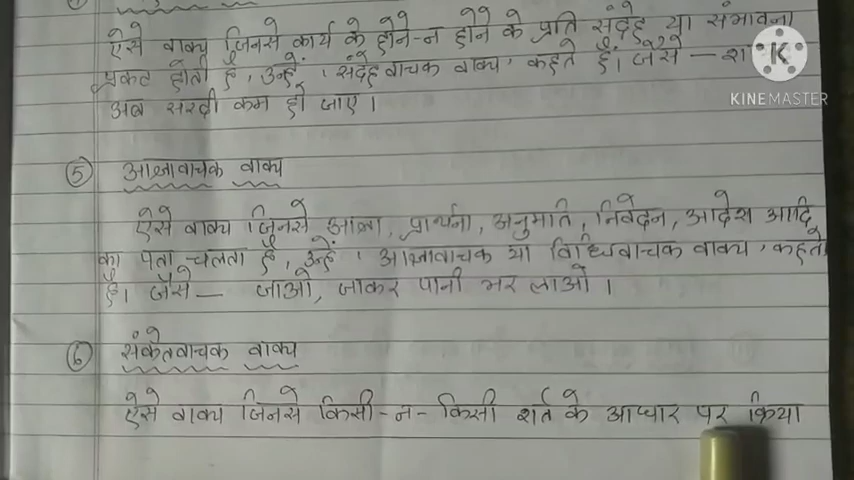 ऐसे वाक्य जिनसे कार्य के होने-न होने के प्रति संदेह या संभावना
प्रकट होती है, उन्हें 'संदेहवाचक वाक्य' कहते हैं। जैसे —
अब सरदी कम हो जाए।
KINEMASTER
⑤ आज्ञावाचक वाक्य
ऐसे वाक्य जिनसे आज्ञा, प्रार्थना, अनुमति, निवेदन, आदेश आदि
का पता चलता है, उन्हें 'आज्ञावाचक या विधिवाचक वाक्य' कहते
हैं। जैसे — जाओ, जाकर पानी भर लाओ।
⑥ संकेतवाचक वाक्य
ऐसे वाक्य जिनसे किसी-न-किसी शर्त के आधार पर क्रिया